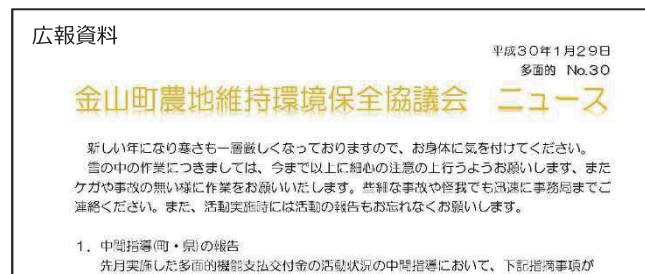 広報資料
平成30年1月29日
多面的 No.30
金山町農地維持環境保全協議会 ニュース
新しい年になり寒さも一層厳しくなっておりますので、お身体に気を付けてください。
雪の中の作業につきましては、今まで以上に細心の注意の上行うようお願いします、また
ケガや事故の無い様に作業をお願いいたします。些細な事故や怪我でも迅速に事務局までご
連絡ください。また、活動実施時には活動の報告もお忘れなくお願いします。
1．中間指導(町・県)の報告
先月実施した多面的機能支払交付金の活動状況の中間指導において、下記指摘事項が